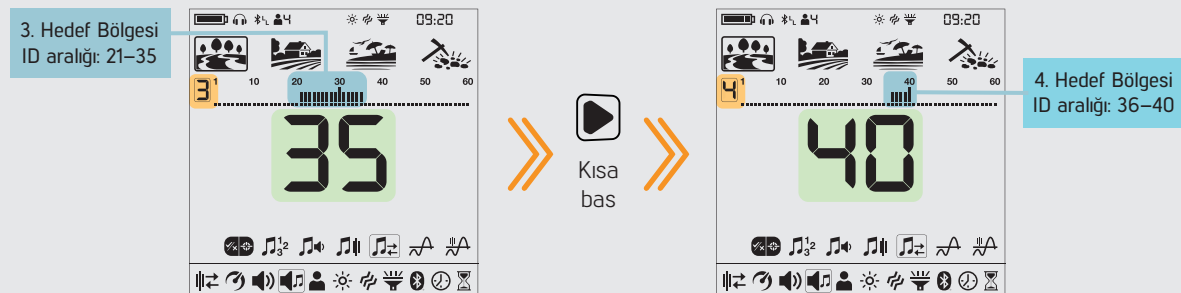 3. Hedef Bölgesi
ID aralığı: 21–35
4 09:20
1 10 20 30 40 50 60
3
35
Kısa
bas
4 09:20
1 10 20 30 40 50 60
4
40
4. Hedef Bölgesi
ID aralığı: 36–40